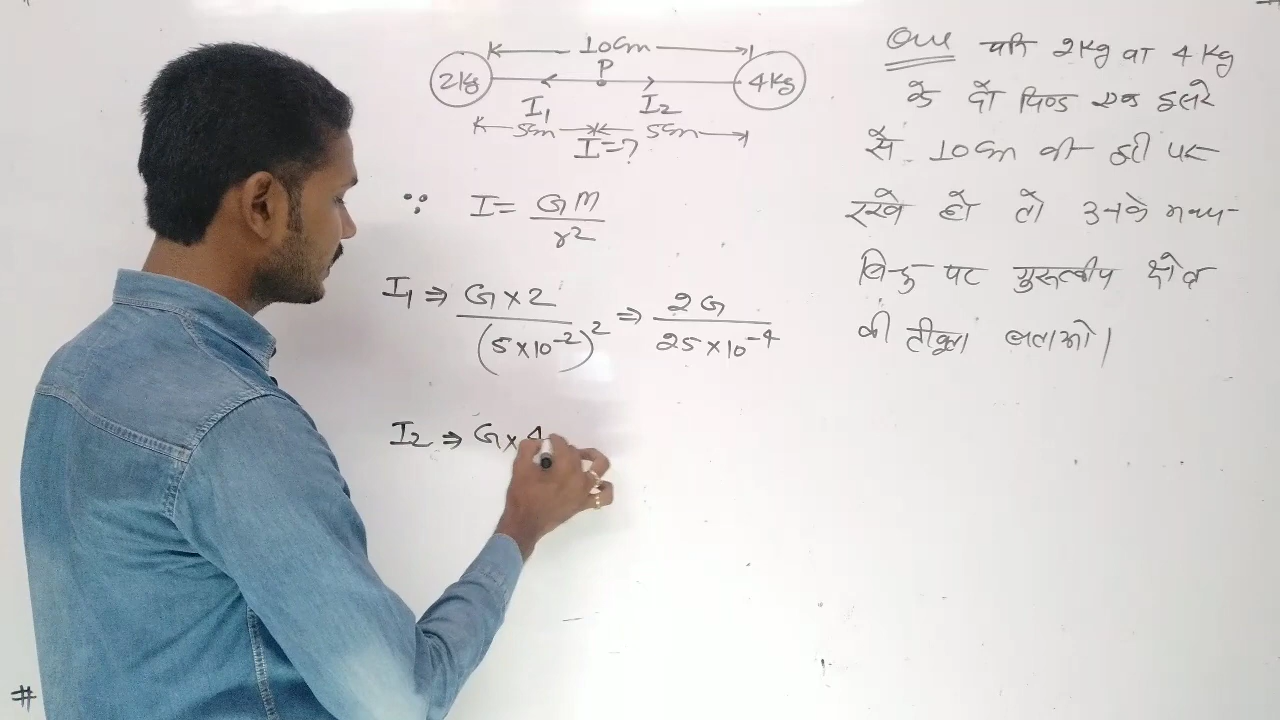 10cm
2kg P 4kg
I₁ I₂
5cm 5cm
I=?
∵ I = GM / r²
I₁ ⇒ G×2 / (5×10⁻²)² ⇒ 2G / 25×10⁻⁴
I₂ ⇒ G×4
Que यदि 2Kg वा 4Kg
के दो पिण्ड एक दूसरे
से 10cm की दूरी पर
रखे हो तो उनके मध्य-
बिन्दु पर गुरुत्वीय क्षेत्र
की तीव्रता बताओ।
#